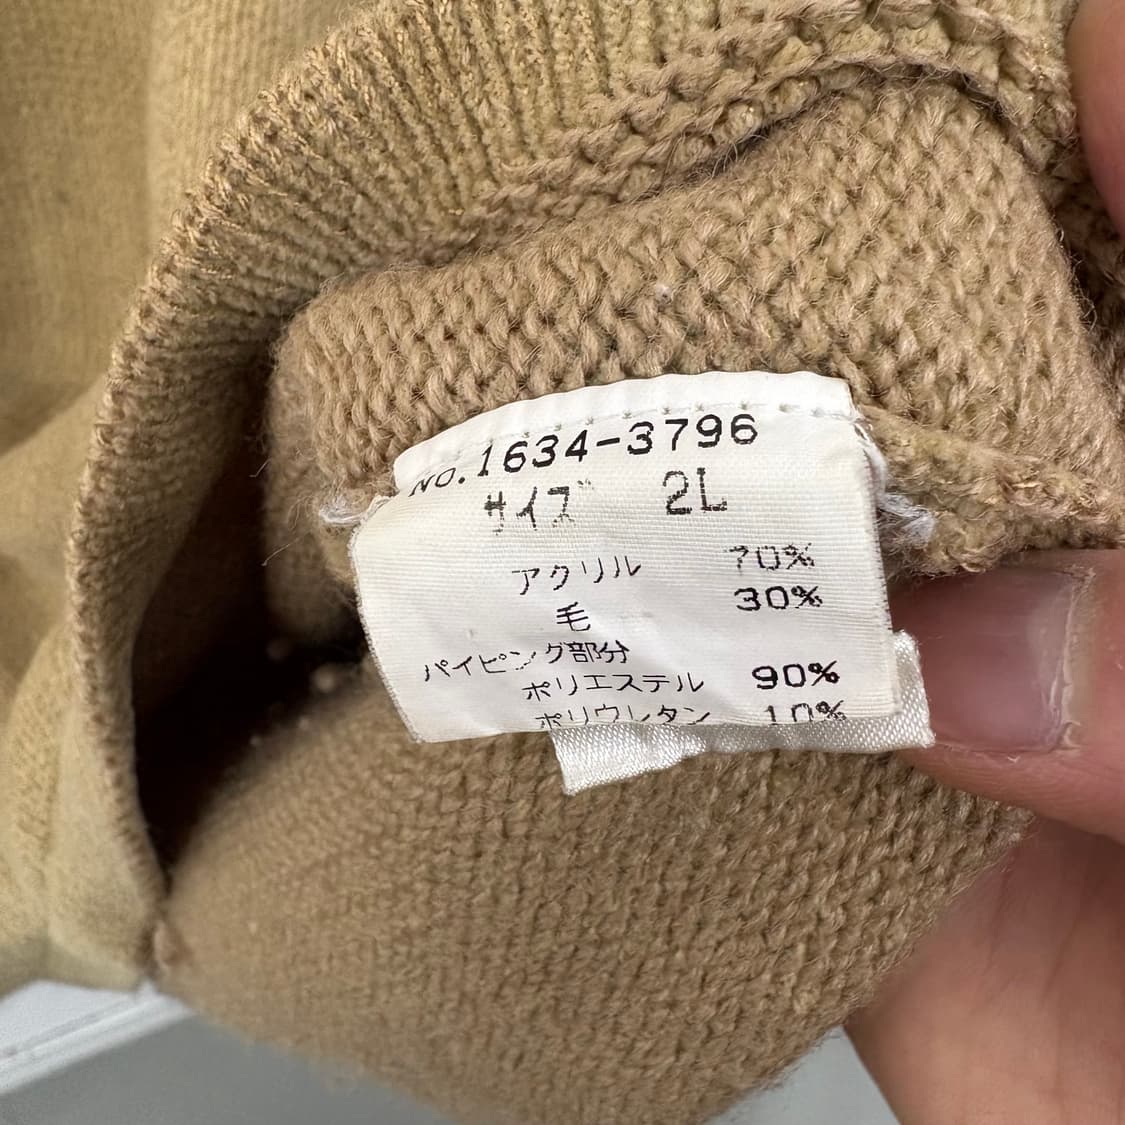 No.1634-3796
サイズ 2L
アクリル 70%
毛 30%
パイピング部分
ポリエステル 90%
ポリウレタン 10%